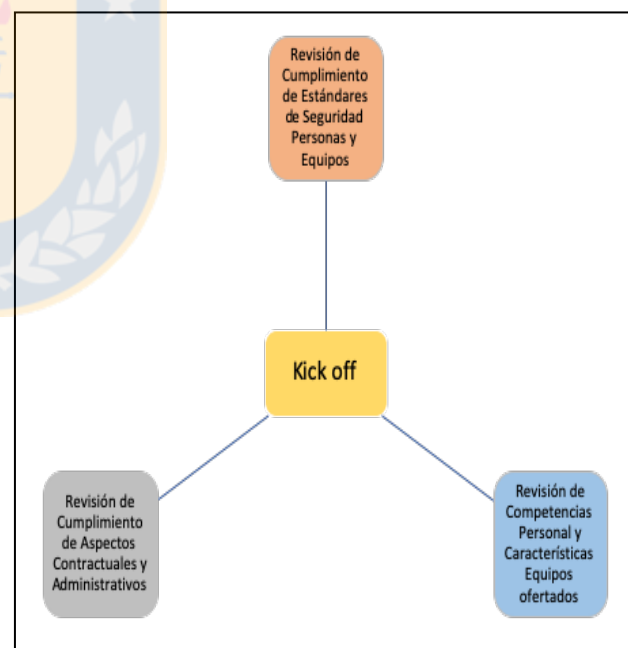 Revisión de
Cumplimiento
de Estándares
de Seguridad
Personas y
Equipos
Kick off
Revisión de
Cumplimiento
de Aspectos
Contractuales y
Administrativos
Revisión de
Competencias
Personal y
Características
Equipos
ofertados